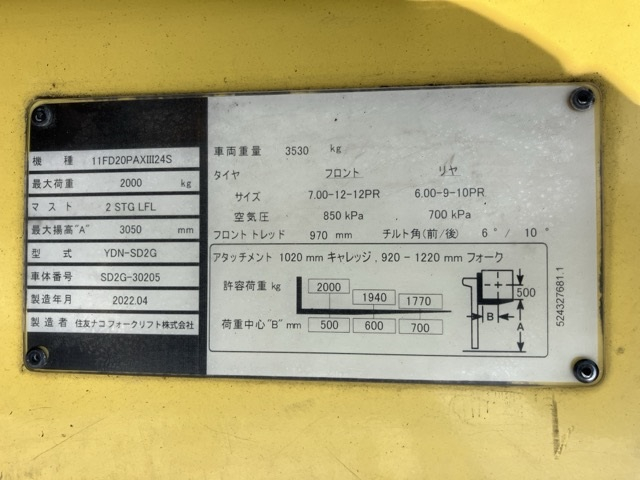 機 種 11FD20PAXIII24S
最大荷重 2000 kg
マ ス ト 2 STG LFL
最大揚高"A" 3050 mm
型 式 YDN-SD2G
車体番号 SD2G-30205
製造年月 2022.04
製 造 者 住友ナコフォークリフト株式会社
車両重量 3530 kg
タイヤ フロント リヤ
サイズ 7.00-12-12PR 6.00-9-10PR
空気圧 850 kPa 700 kPa
フロント トレッド 970 mm チルト角(前/後) 6 °/ 10 °
アタッチメント 1020 mm キャレッジ , 920 - 1220 mm フォーク
許容荷重 kg 2000 1940 1770
荷重中心"B" mm 500 600 700
500
B
A
524327681.1